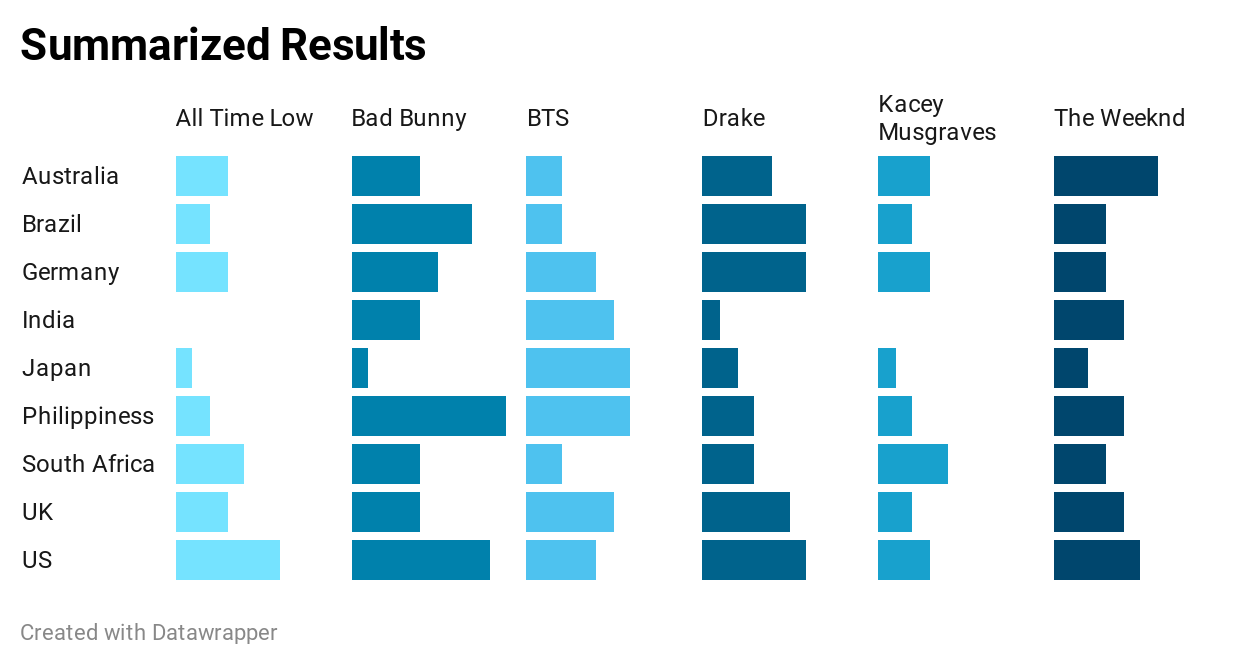 Summarized Results
All Time Low
Bad Bunny
BTS
Drake
Kacey
Musgraves
The Weeknd
Australia
Brazil
Germany
India
Japan
Philippiness
South Africa
UK
US
Created with Datawrapper